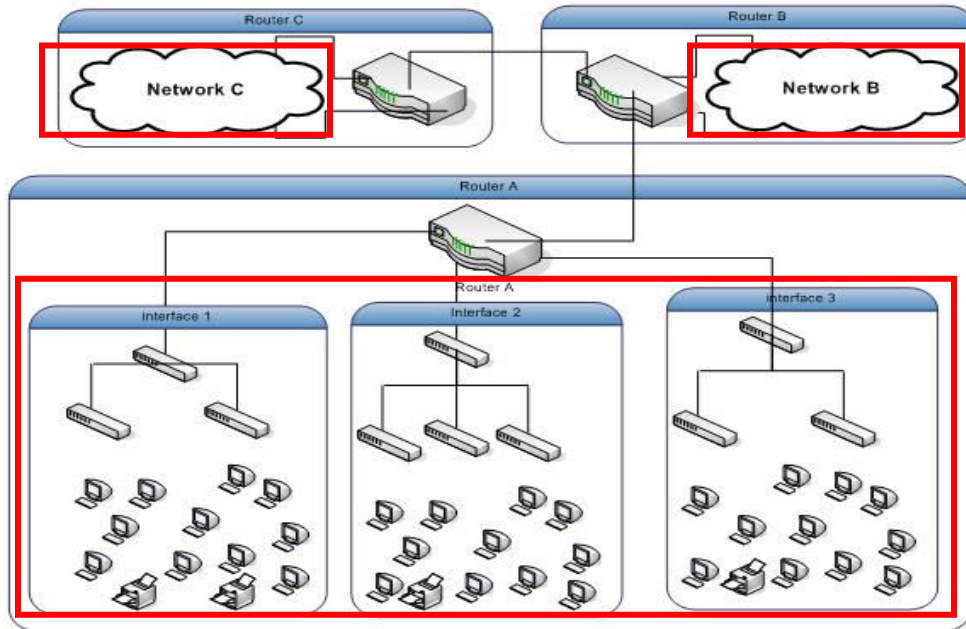 Router C
Router B
Network C
Network B
Router A
Router A
Interface 1
Interface 2
Interface 3